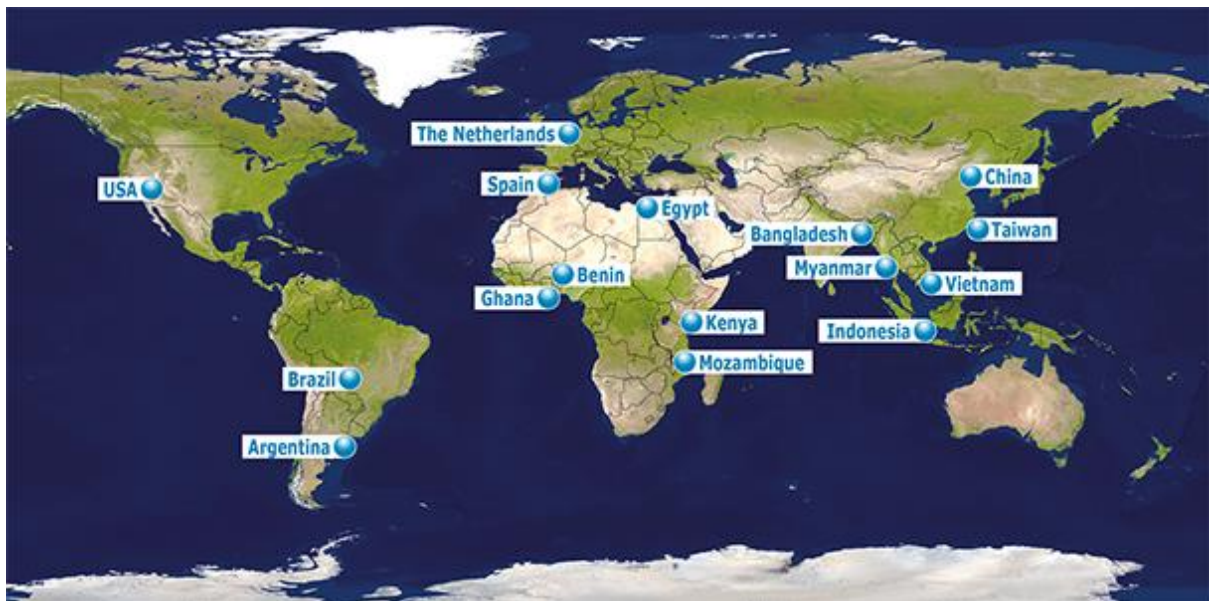 The Netherlands
USA
Spain
China
Egypt
Bangladesh
Taiwan
Myanmar
Benin
Vietnam
Ghana
Kenya
Indonesia
Mozambique
Brazil
Argentina